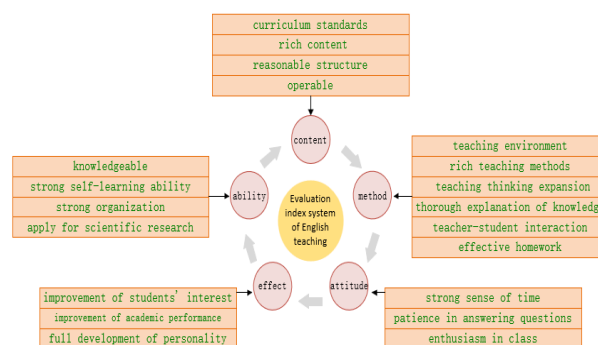 curriculum standards
rich content
reasonable structure
operable
content
teaching environment
rich teaching methods
teaching thinking expansion
thorough explanation of knowledg
teacher-student interaction
effective homework
method
knowledgeable
strong self-learning ability
strong organization
apply for scientific research
ability
Evaluation
index system
of English
teaching
effect
attitude
improvement of students' interest
improvement of academic performance
full development of personality
strong sense of time
patience in answering questions
enthusiasm in class